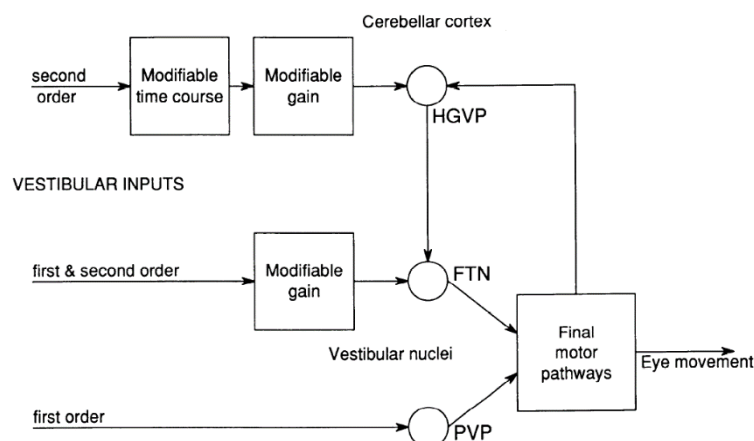 Cerebellar cortex
second
order
Modifiable
time course
Modifiable
gain
HGVP
VESTIBULAR INPUTS
first & second order
Modifiable
gain
FTN
Vestibular nuclei
Final
motor
pathways
Eye movement
first order
PVP